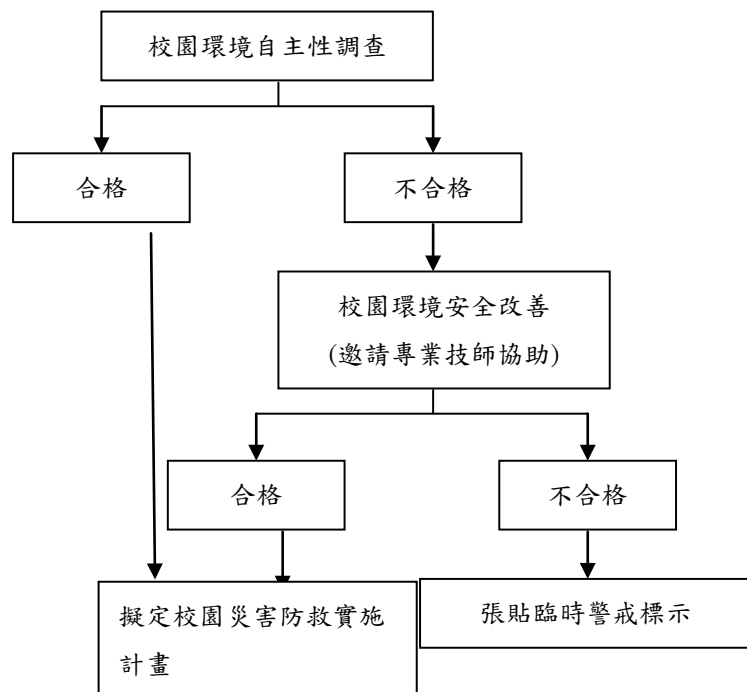 校園環境自主性調查
合格
不合格
校園環境安全改善
(邀請專業技師協助)
合格
不合格
擬定校園災害防救實施
計畫
張貼臨時警戒標示